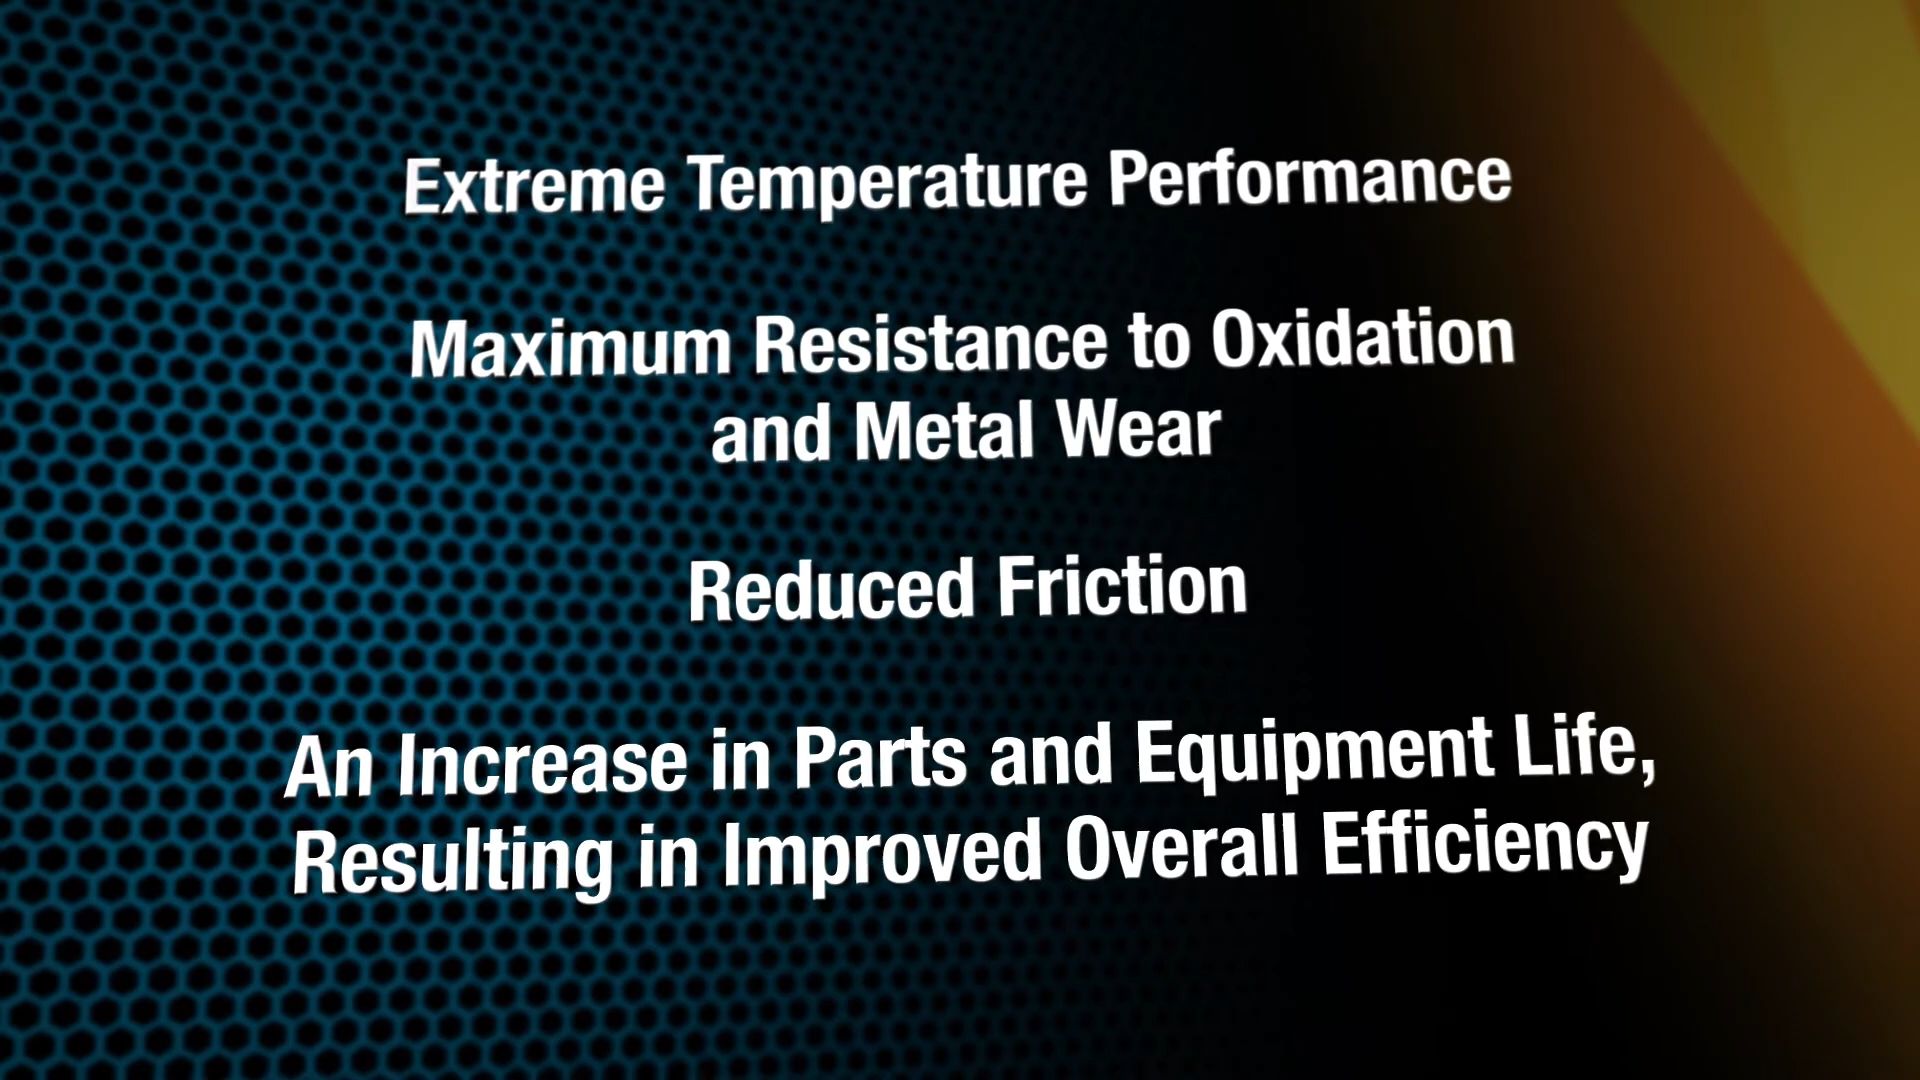 Extreme Temperature Performance
Maximum Resistance to Oxidation
and Metal Wear
Reduced Friction
An Increase in Parts and Equipment Life,
Resulting in Improved Overall Efficiency